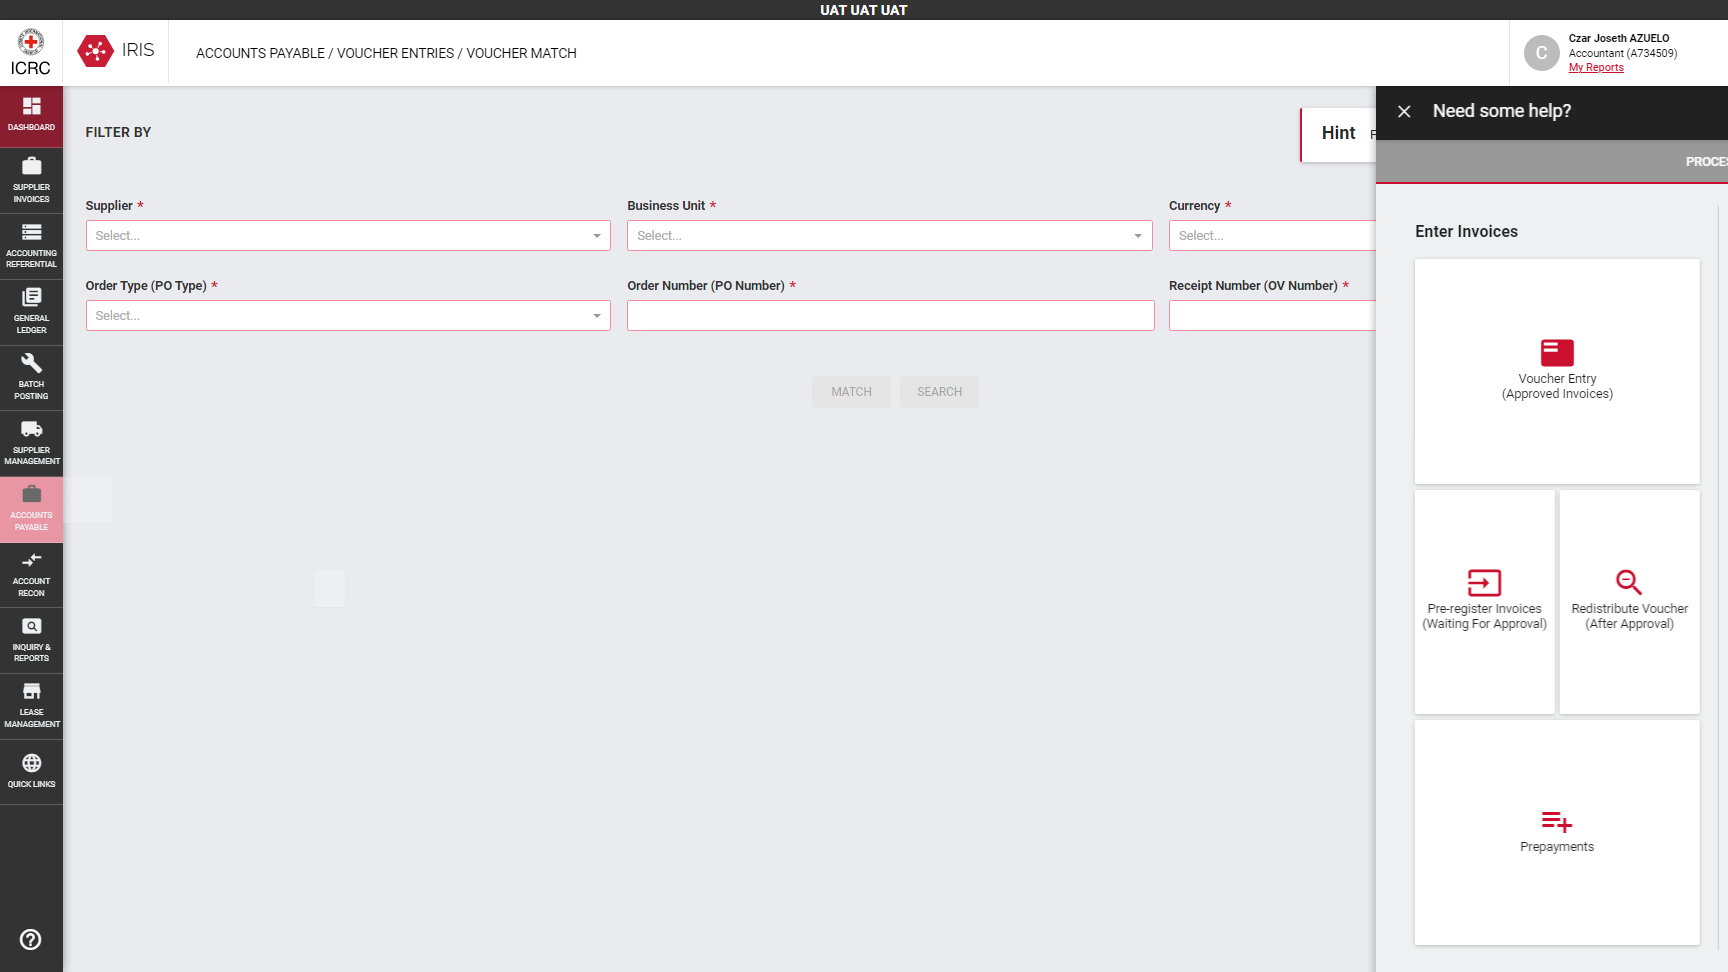 UAT UAT UAT
ICRC
IRIS
ACCOUNTS PAYABLE / VOUCHER ENTRIES / VOUCHER MATCH
C
Czar Joseth AZUELO
Accountant (A734509)
My Reports
DASHBOARD
SUPPLIER
INVOICES
ACCOUNTING
REFERENTIAL
GENERAL
LEDGER
BATCH
POSTING
SUPPLIER
MANAGEMENT
ACCOUNTS
PAYABLE
ACCOUNT
RECON
INQUIRY &
REPORTS
LEASE
MANAGEMENT
QUICK LINKS
FILTER BY
Hint
Supplier *
Select...
Business Unit *
Select...
Currency *
Select...
Order Type (PO Type) *
Select...
Order Number (PO Number) *
Receipt Number (OV Number) *
MATCH
SEARCH
Need some help?
PROCES
Enter Invoices
Voucher Entry
(Approved Invoices)
Pre-register Invoices
(Waiting For Approval)
Redistribute Voucher
(After Approval)
Prepayments